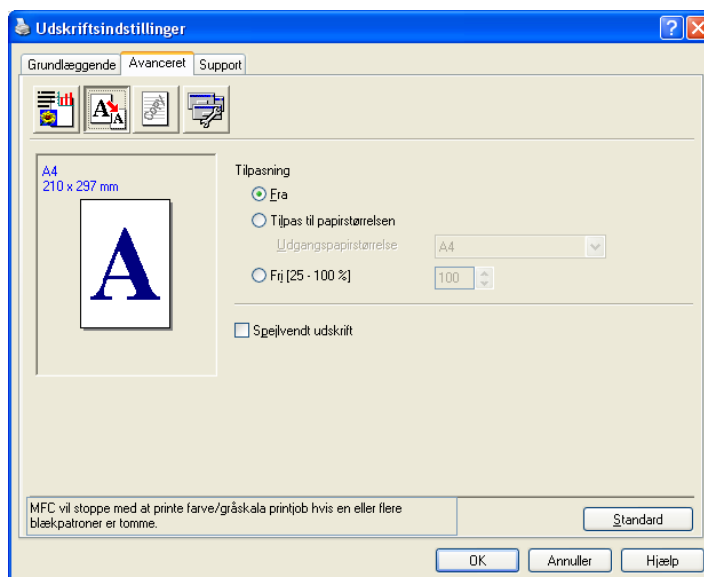 Udskriftsindstillinger
Grundlæggende Avanceret Support
A4
210 x 297 mm
A
Tilpasning
Fra
Tilpas til papirstørrelsen
Udgangspapirstørrelse A4
Fri [25 - 100 %] 100
Spejlvendt udskrift
MFC vil stoppe med at printe farve/gråskala printjob hvis en eller flere
blækpatroner er tomme.
Standard
OK Annuller Hjælp